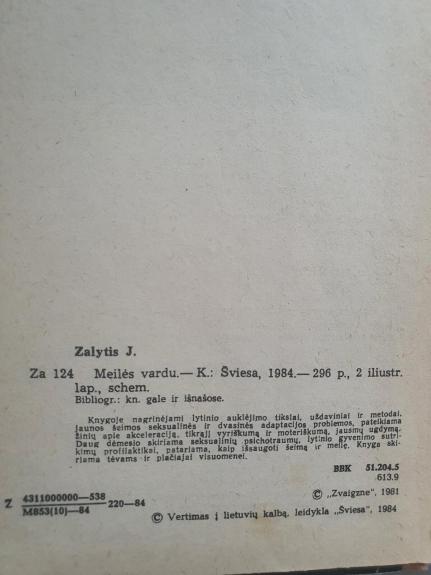 Zalytis J.
Za 124 Meilės vardu.— K.: Šviesa, 1984.— 296 p., 2 iliustr.
lap., schem.
Bibliogr.: kn. gale ir išnašose.
Knygoje nagrinėjami lytinio auklėjimo tikslai, uždaviniai ir metodai,
jaunos šeimos seksualinės ir dvasinės adaptacijos problemos, pateikiama
žinių apie akceleraciją, tikrąjį vyriškumą ir moteriškumą, jausmų ugdymą.
Daug dėmesio skiriama seksualinių psichotraumų, lytinio gyvenimo sutri-
kimų profilaktikai, patariama, kaip išsaugoti šeimą ir meilę. Knyga ski-
riama tėvams ir plačiajai visuomenei.
BBK 51.204.5
613.9
Z 4311000000—538
M853(10)—84 220—84
© „Zvaigzne", 1981
© Vertimas į lietuvių kalbą, leidykla „Šviesa", 1984